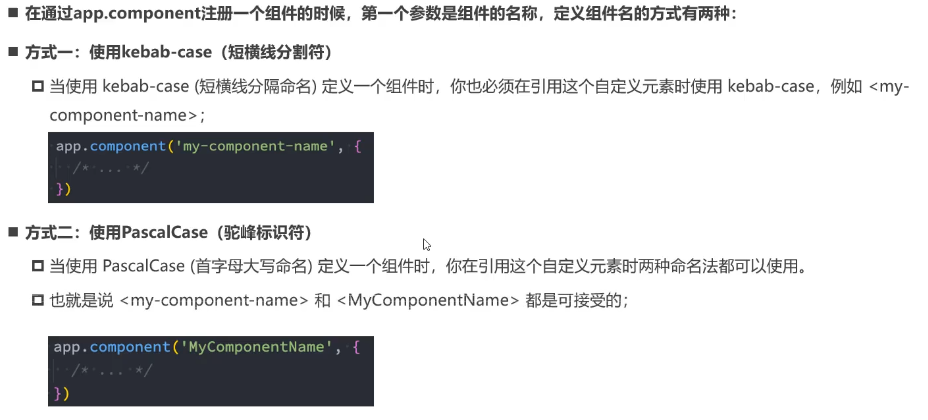 在通过app.component注册一个组件的时候，第一个参数是组件的名称，定义组件名的方式有两种：
方式一：使用kebab-case（短横线分割符）
当使用 kebab-case (短横线分隔命名) 定义一个组件时，你也必须在引用这个自定义元素时使用 kebab-case，例如 <my-
component-name>；
app.component('my-component-name', {
/* ... */
})
方式二：使用PascalCase（驼峰标识符）
当使用 PascalCase (首字母大写命名) 定义一个组件时，你在引用这个自定义元素时两种命名法都可以使用。
也就是说 <my-component-name> 和 <MyComponentName> 都是可接受的；
app.component('MyComponentName', {
/* ... */
})